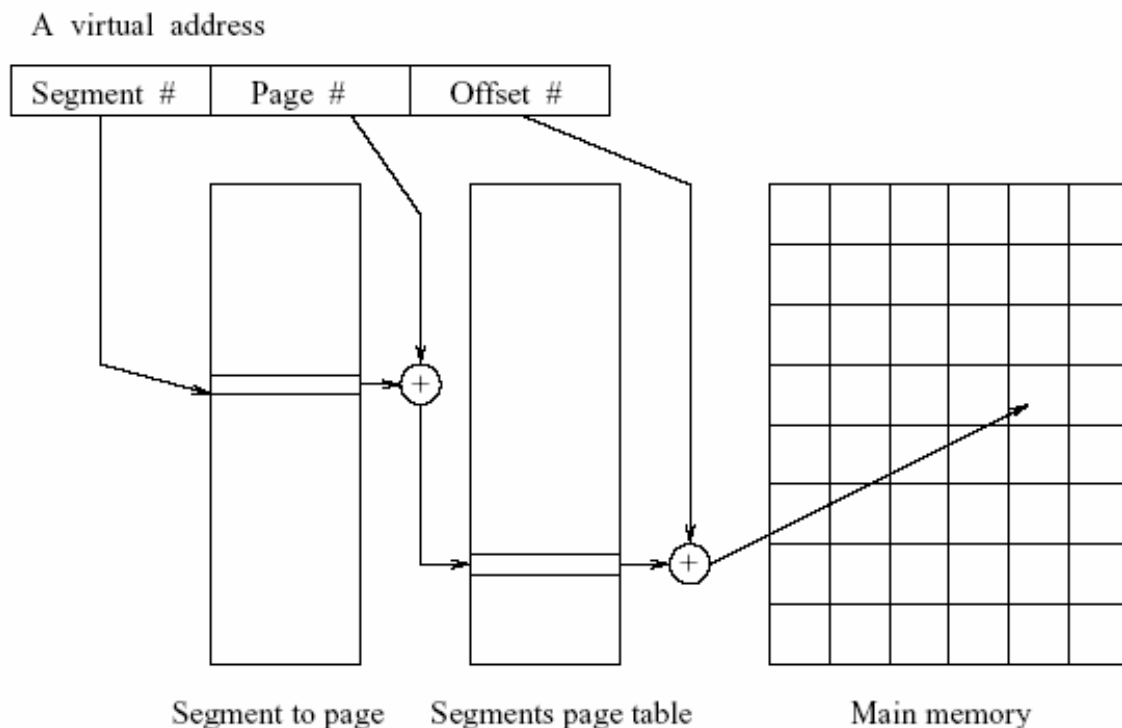 A virtual address
Segment # Page # Offset #
+
+
Segment to page Segments page table Main memory